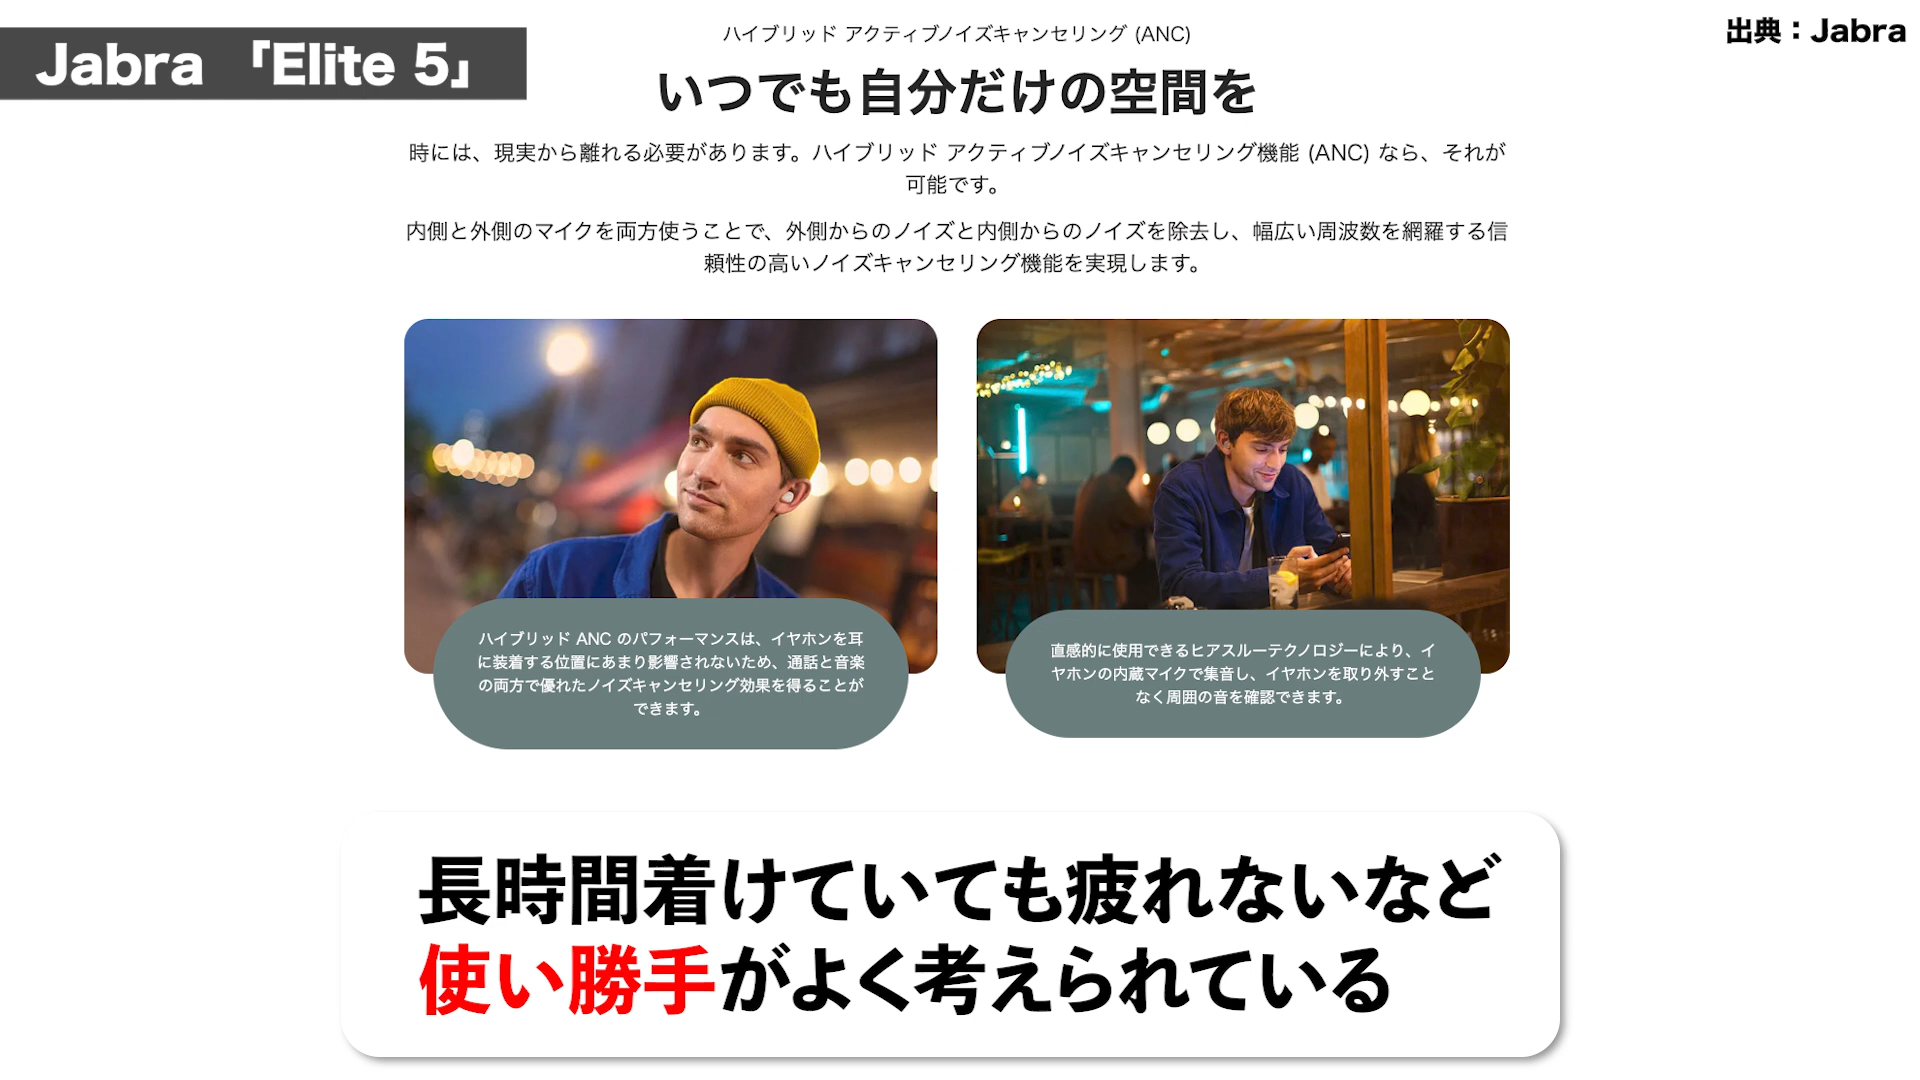 Jabra 「Elite 5」
出典：Jabra
ハイブリッド アクティブノイズキャンセリング (ANC)
いつでも自分だけの空間を
時には、現実から離れる必要があります。ハイブリッド アクティブノイズキャンセリング機能 (ANC) なら、それが
可能です。
内側と外側のマイクを両方使うことで、外側からのノイズと内側からのノイズを除去し、幅広い周波数を網羅する信
頼性の高いノイズキャンセリング機能を実現します。
ハイブリッド ANC のパフォーマンスは、イヤホンを耳
に装着する位置にあまり影響されないため、通話と音楽
の両方で優れたノイズキャンセリング効果を得ることが
できます。
直感的に使用できるヒアスルーテクノロジーにより、イ
ヤホンの内蔵マイクで集音し、イヤホンを取り外すこと
なく周囲の音を確認できます。
長時間着けていても疲れないなど
使い勝手がよく考えられている